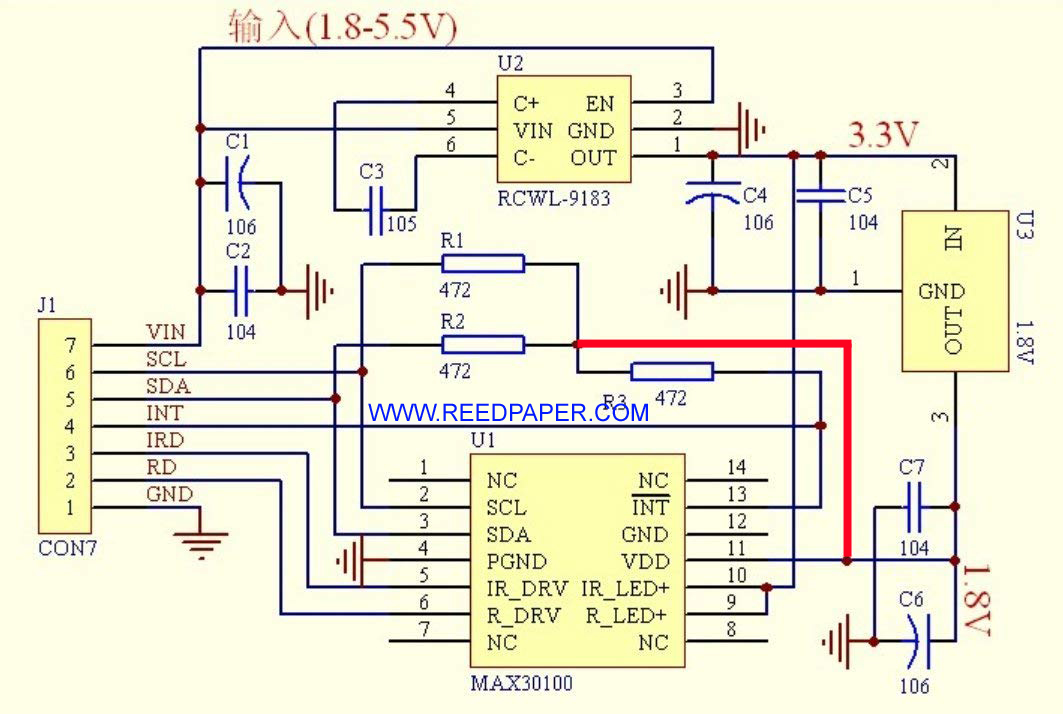 输入(1.8-5.5V)
U2
4
C+
EN
3
5
VIN
GND
2
6
C-
OUT
1
RCWL-9183
3.3V
C1
106
C2
104
C3
105
C4
106
C5
104
2
U3
IN
1
GND
OUT
1.8V
3
R1
472
R2
472
R3
472
J1
7
VIN
6
SCL
5
SDA
4
INT
3
IRD
2
RD
1
GND
CON7
WWW.REEDPAPER.COM
U1
1
NC
NC
14
2
SCL
INT
13
3
SDA
GND
12
4
PGND
VDD
11
5
IR_DRV
IR_LED+
10
6
R_DRV
R_LED+
9
7
NC
NC
8
MAX30100
C7
104
1.8V
C6
106